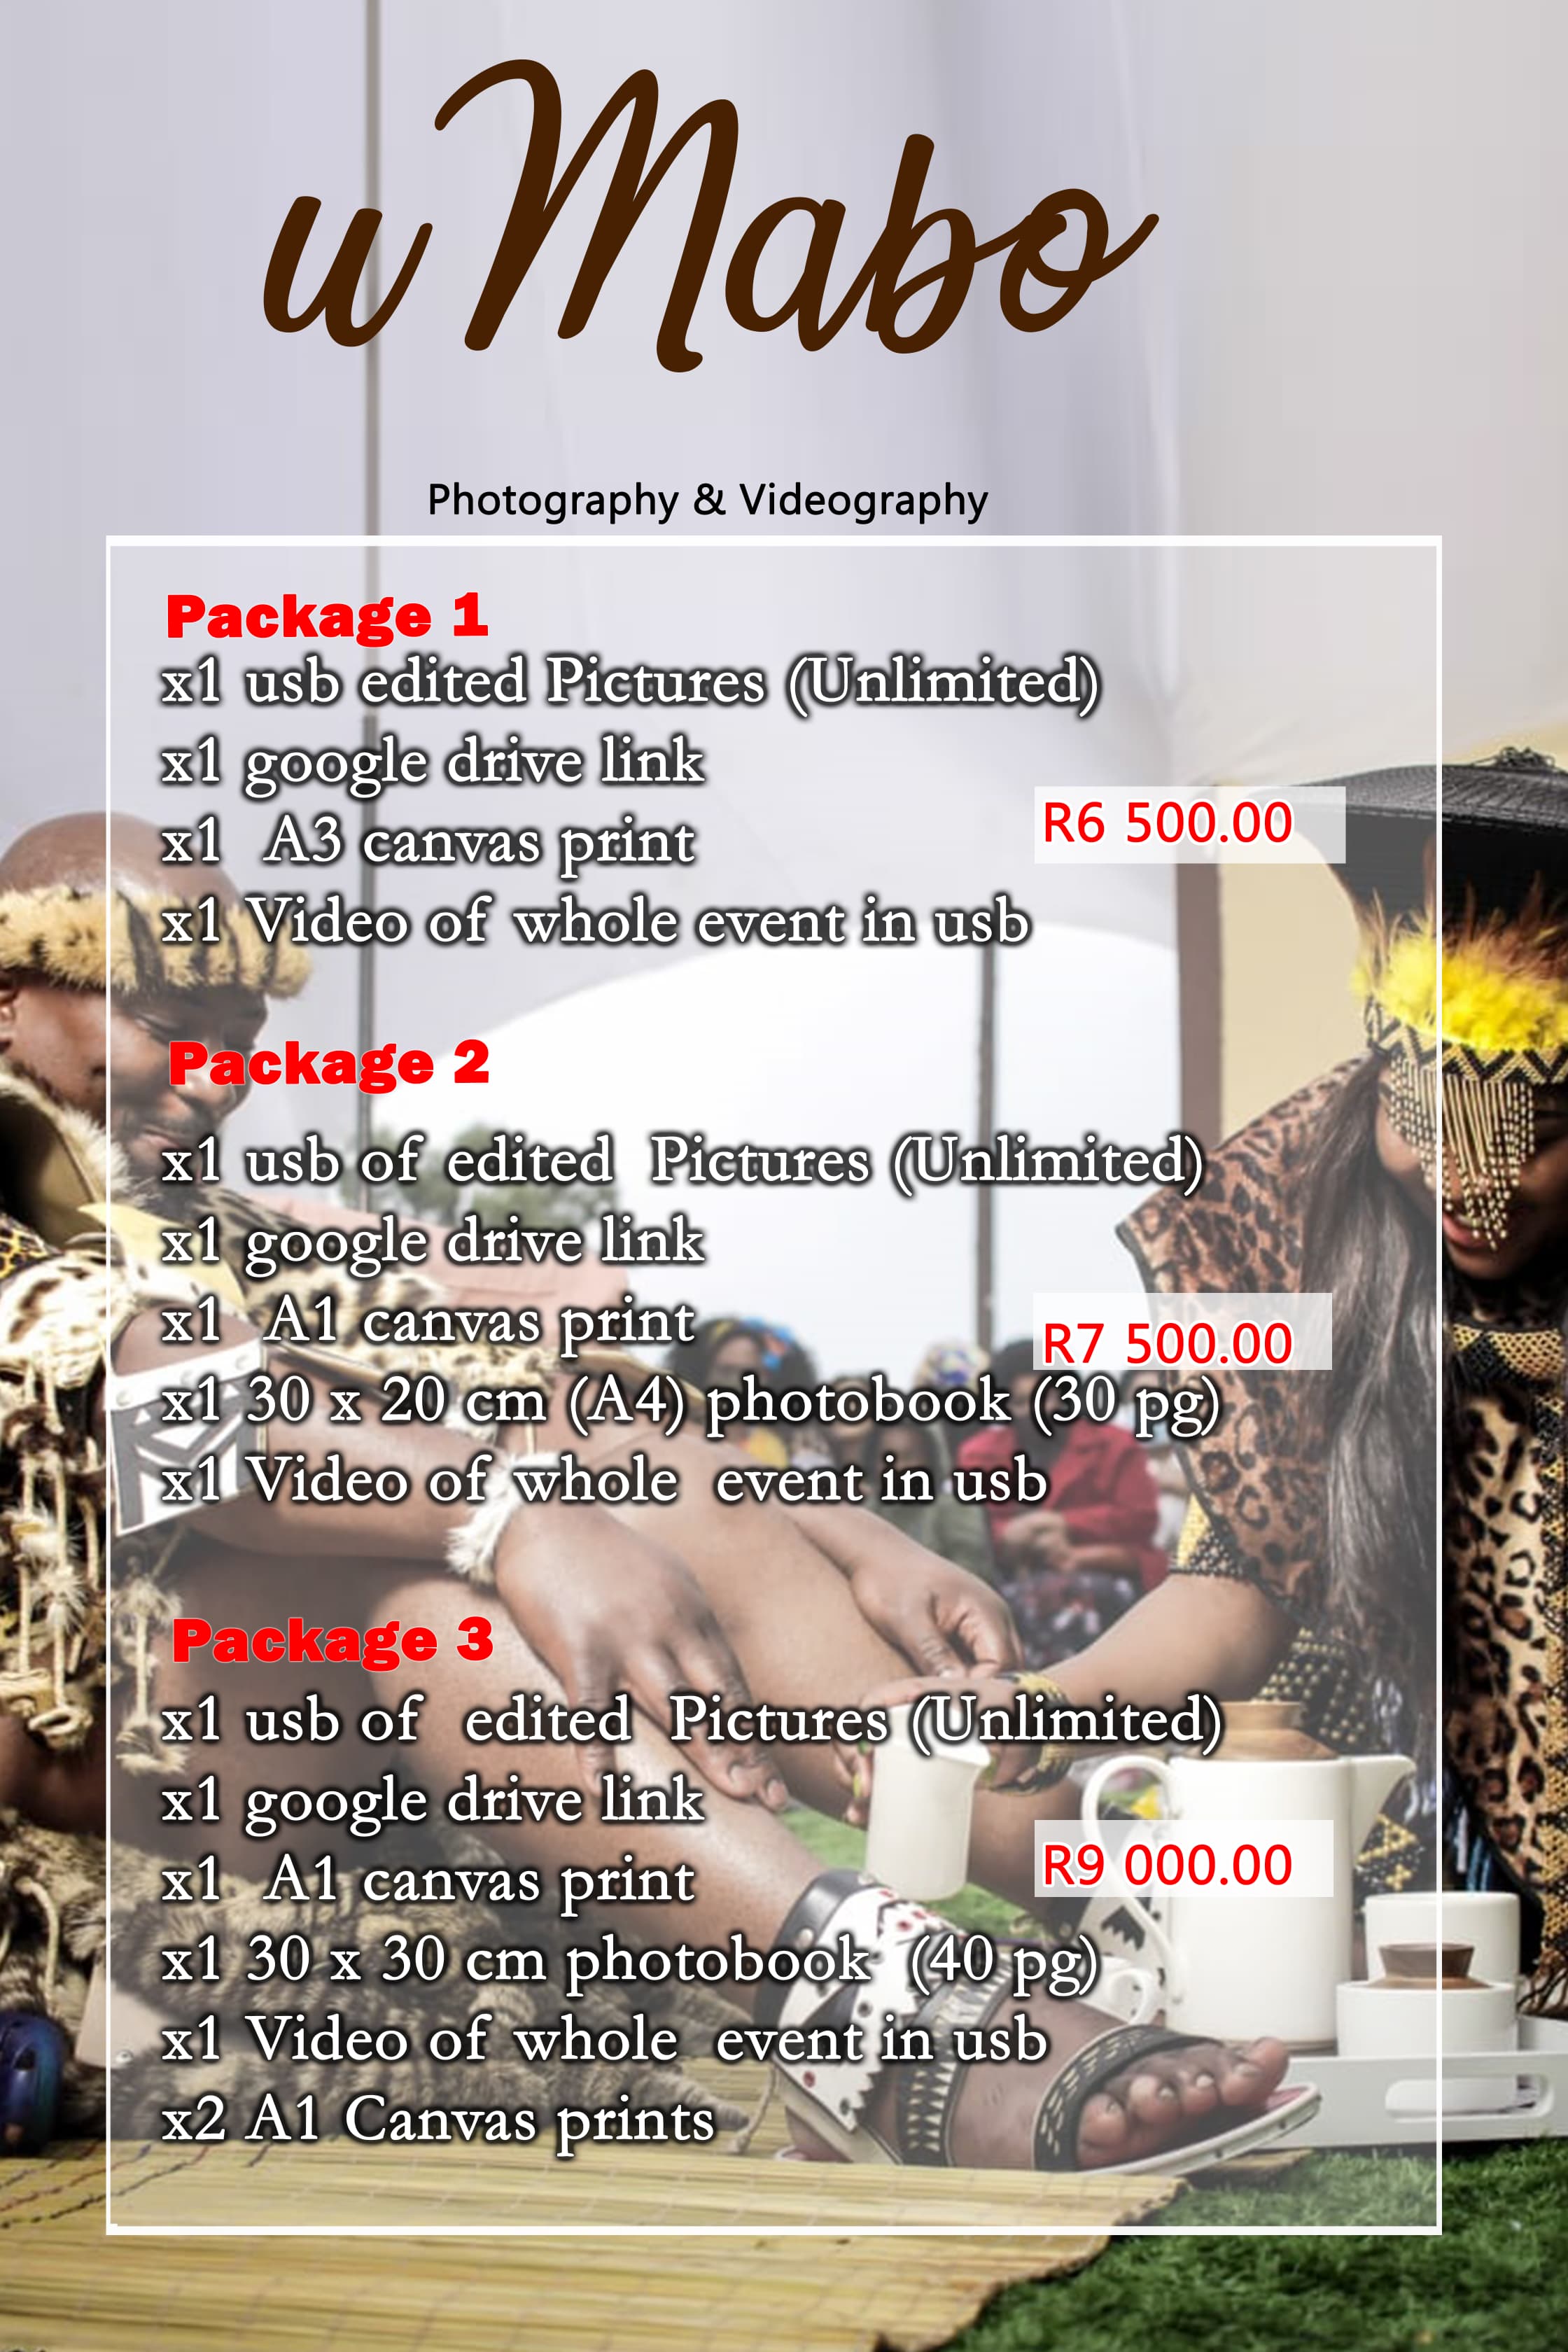 uMabo
Photography & Videography
Package 1
x1 usb edited Pictures (Unlimited)
x1 google drive link
x1 A3 canvas print
R6 500.00
x1 Video of whole event in usb
Package 2
x1 usb of edited Pictures (Unlimited)
x1 google drive link
x1 A1 canvas print
R7 500.00
x1 30 x 20 cm (A4) photobook (30 pg)
x1 Video of whole event in usb
Package 3
x1 usb of edited Pictures (Unlimited)
x1 google drive link
x1 A1 canvas print
R9 000.00
x1 30 x 30 cm photobook (40 pg)
x1 Video of whole event in usb
x2 A1 Canvas prints